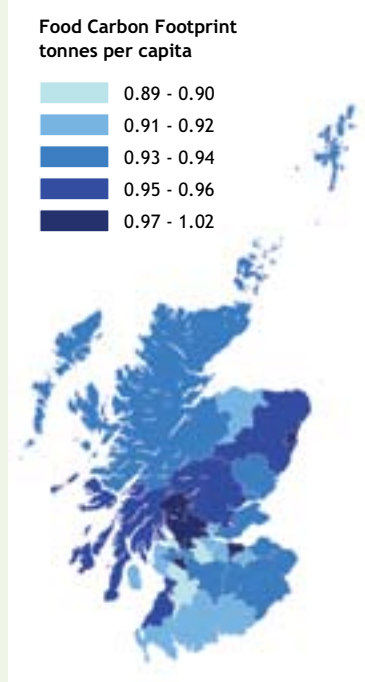 Food Carbon Footprint
tonnes per capita
0.89 - 0.90
0.91 - 0.92
0.93 - 0.94
0.95 - 0.96
0.97 - 1.02